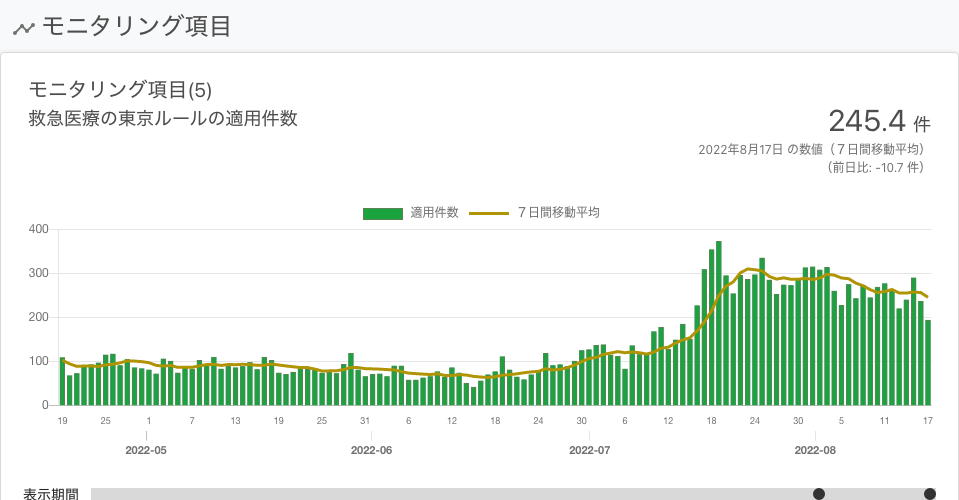 モニタリング項目
モニタリング項目(5)
救急医療の東京ルールの適用件数
245.4 件
2022年8月17日 の数値（７日間移動平均）
（前日比: -10.7 件）
適用件数 ７日間移動平均
400
300
200
100
0
19 25 1 7 13 19 25 31 6 12 18 24 30 6 12 18 24 30 5 11 17
2022-05 2022-06 2022-07 2022-08
表示期間